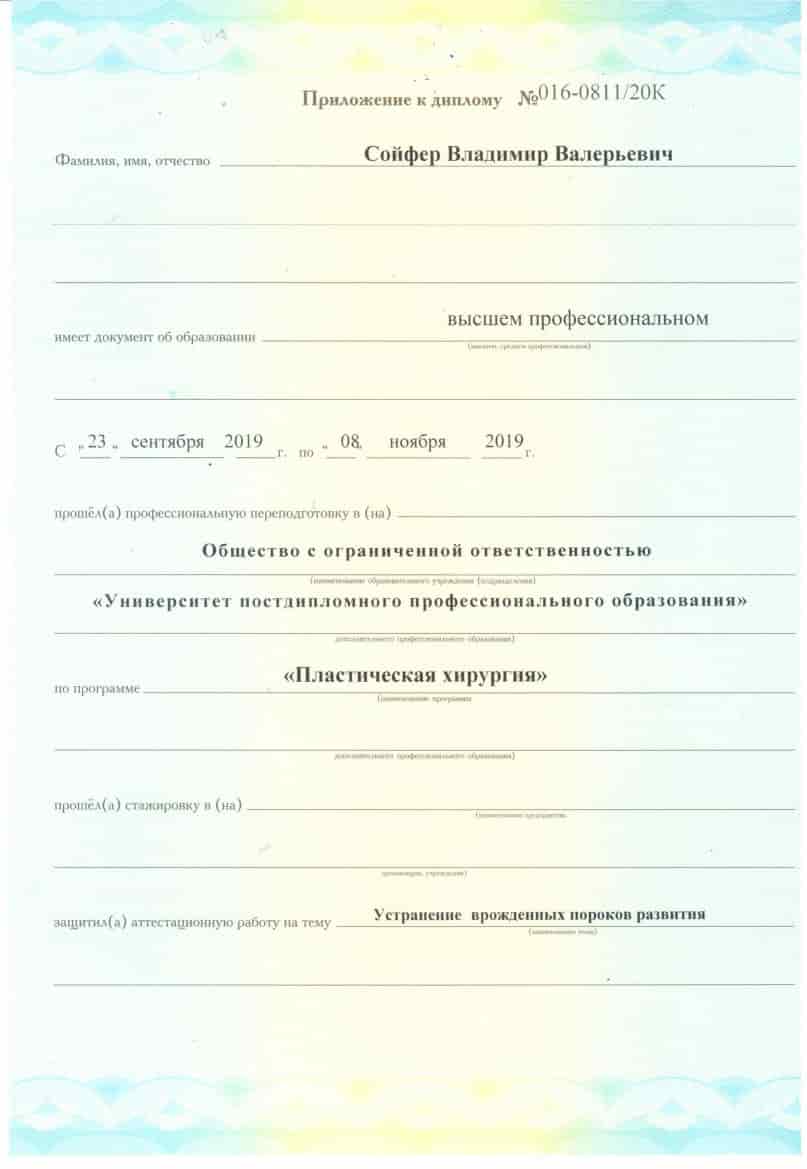 Приложение к диплому №016-0811/20К
Фамилия, имя, отчество Сойфер Владимир Валерьевич
высшем профессиональном
имеет документ об образовании
(высшем, среднем профессиональном)
С „ 23 „ сентября 2019 г. по „ 08 „ ноября 2019 г.
прошёл(а) профессиональную переподготовку в (на)
Общество с ограниченной ответственностью
(наименование образовательного учреждения (подразделения)
«Университет постдипломного профессионального образования»
дополнительного профессионального образования)
по программе «Пластическая хирургия»
(наименование программы
дополнительного профессионального образования)
прошёл(а) стажировку в (на)
(наименование предприятия,
организации, учреждения)
защитил(а) аттестационную работу на тему Устранение врожденных пороков развития
(наименование темы)